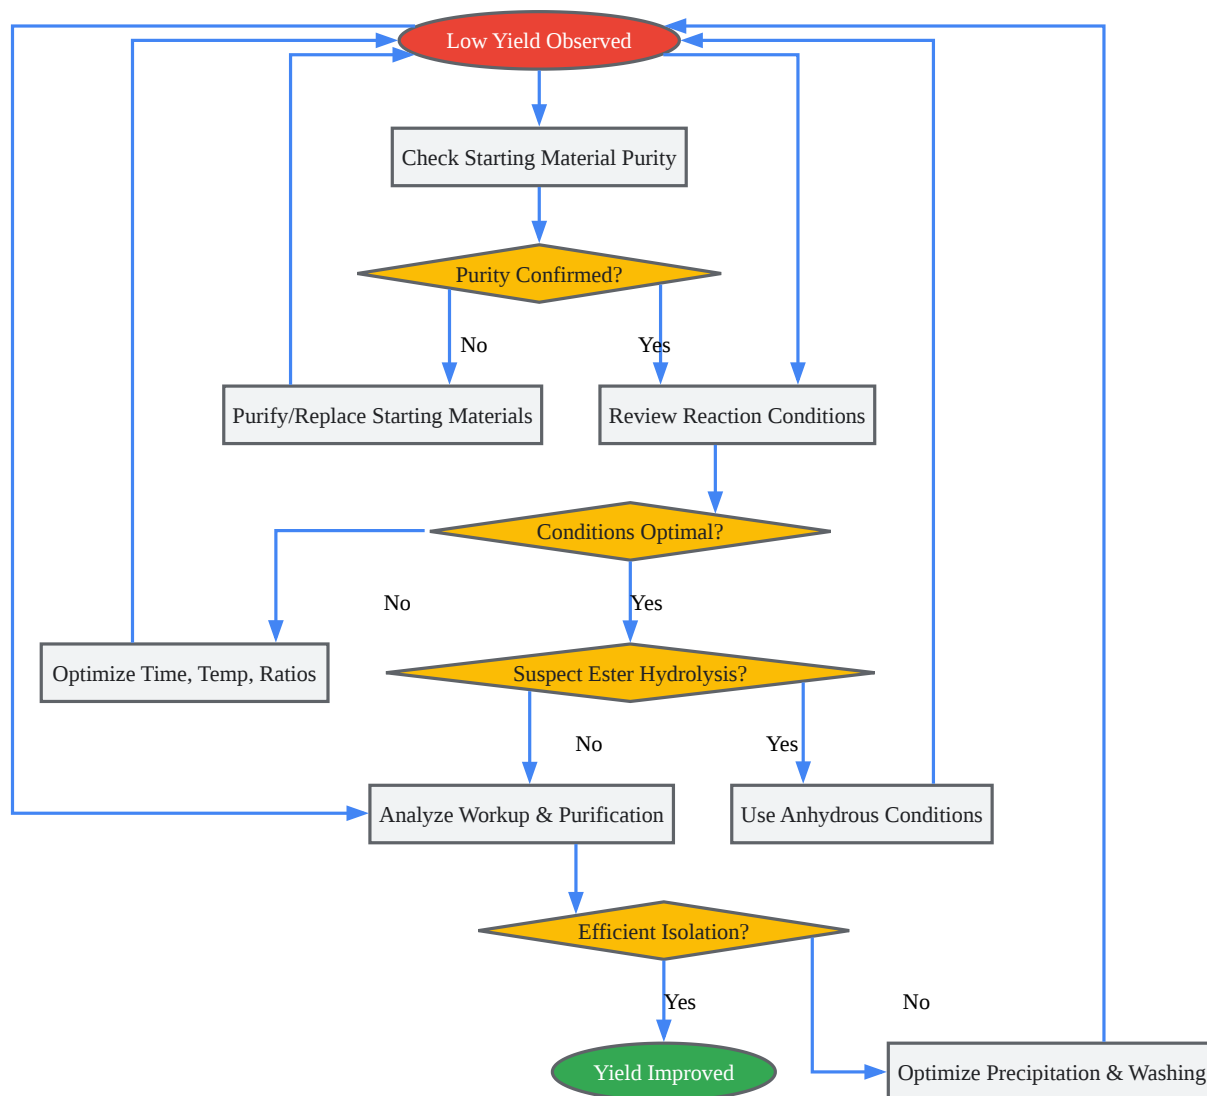 Low Yield Observed
Check Starting Material Purity
Purity Confirmed?
No
Yes
Purify/Replace Starting Materials
Review Reaction Conditions
Conditions Optimal?
No
Yes
Optimize Time, Temp, Ratios
Suspect Ester Hydrolysis?
No
Yes
Analyze Workup & Purification
Use Anhydrous Conditions
Efficient Isolation?
Yes
No
Yield Improved
Optimize Precipitation & Washing